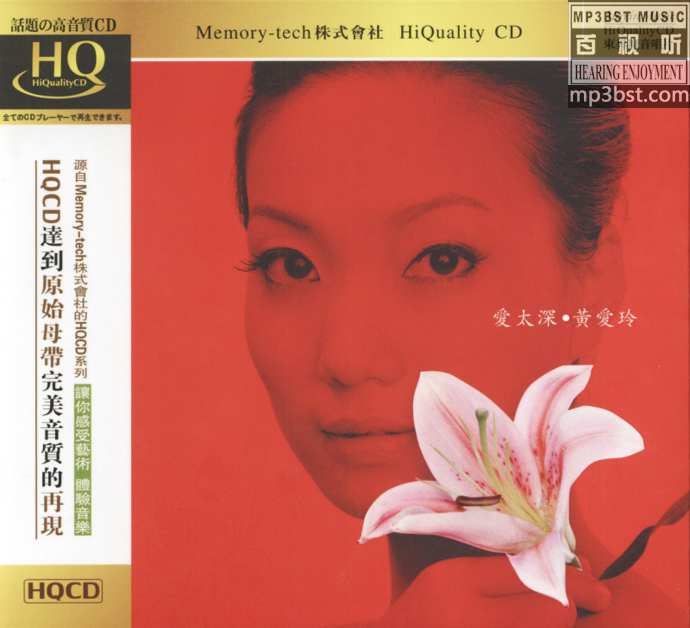 話題の高音質CD
HQ
HiQualityCD
全てのCDプレーヤーで再生できます。
Memory-tech株式會社 HiQuality CD
MP3BST MUSIC
百视听
HEARING ENJOYMENT
mp3bst.com
HiQualityCD
源自Memory-tech株式會社的HQCD系列
讓你感受藝術 體驗音樂
HQCD達到原始母帶完美音質的再現
愛太深•黃愛玲
HQCD